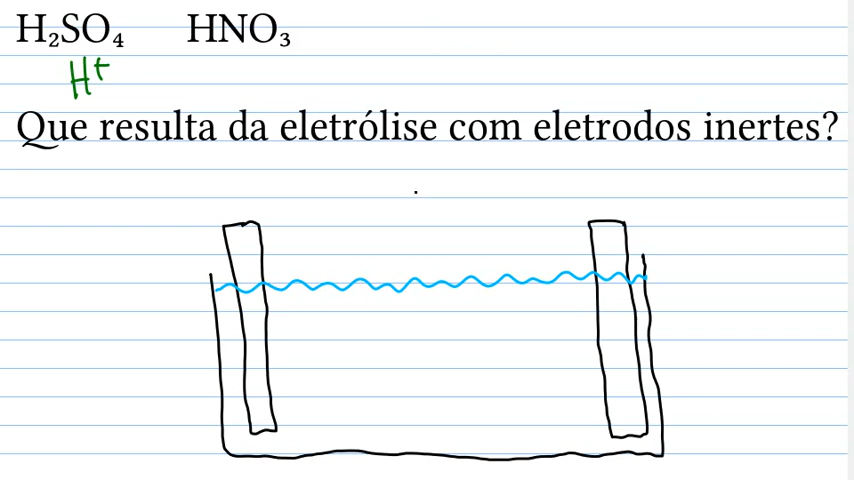 H₂SO₄ HNO₃
H⁺
Que resulta da eletrólise com eletrodos inertes?